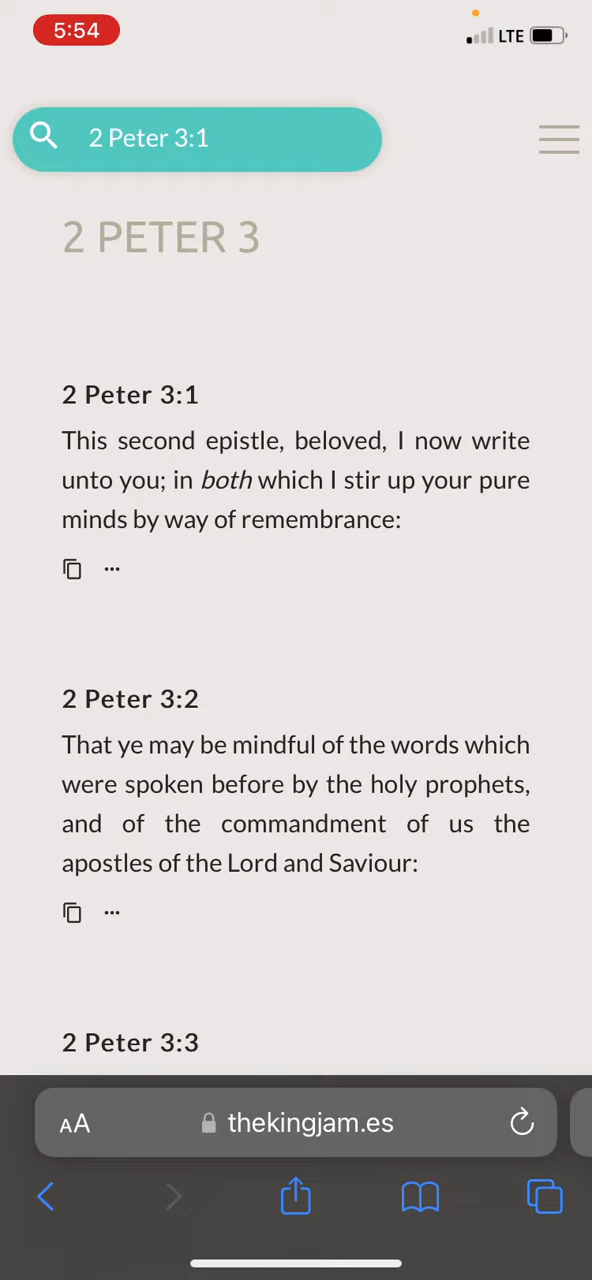 5:54
LTE
2 Peter 3:1
2 PETER 3
2 Peter 3:1
This second epistle, beloved, I now write
unto you; in both which I stir up your pure
minds by way of remembrance:
2 Peter 3:2
That ye may be mindful of the words which
were spoken before by the holy prophets,
and of the commandment of us the
apostles of the Lord and Saviour:
2 Peter 3:3
AA
thekingjam.es